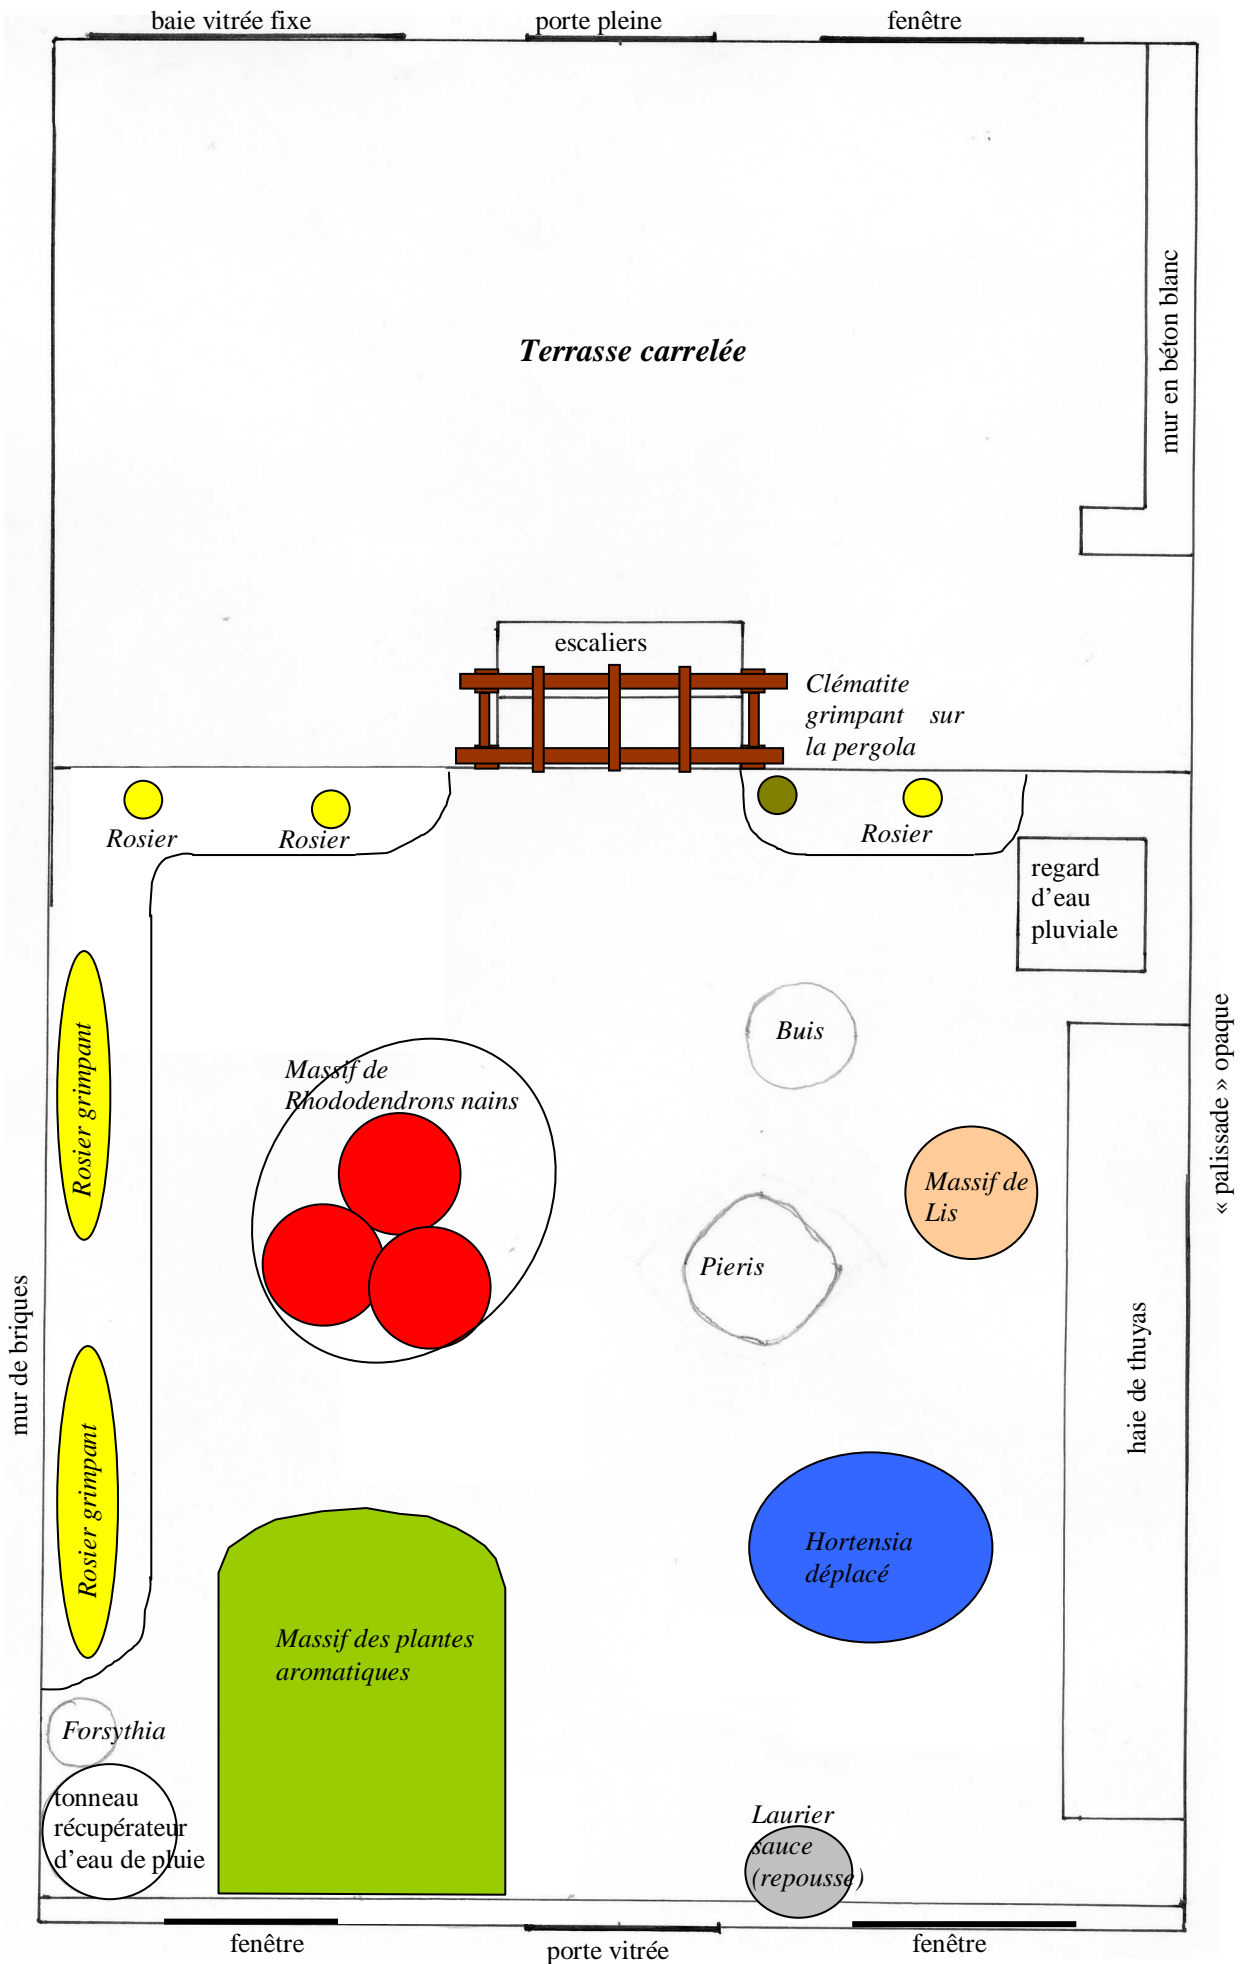 baie vitrée fixe
porte pleine
fenêtre
mur en béton blanc
Terrasse carrelée
escaliers
Clématite
grimpant sur
la pergola
Rosier
Rosier
Rosier
regard
d'eau
pluviale
« palissade » opaque
Rosier grimpant
Buis
Massif de
Rhododendrons nains
Massif de
Lis
Pieris
mur de briques
haie de thuyas
Rosier grimpant
Hortensia
déplacé
Massif des plantes
aromatiques
Forsythia
tonneau
récupérateur
d'eau de pluie
Laurier
sauce
(repousse)
fenêtre
porte vitrée
fenêtre